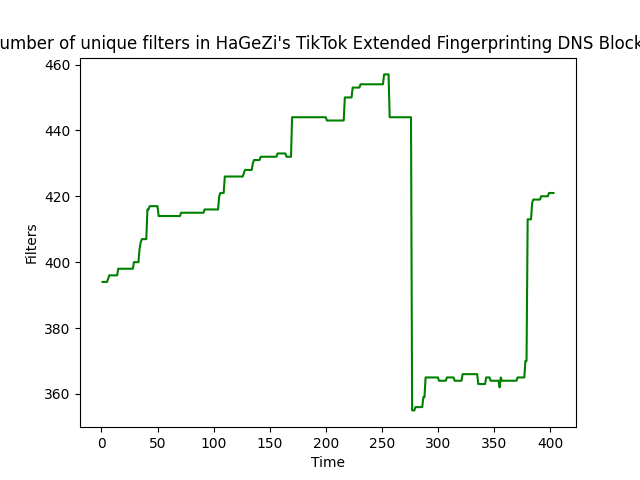 umber of unique filters in HaGeZi's TikTok Extended Fingerprinting DNS Block
460
440
420
400
380
360
Filters
0 50 100 150 200 250 300 350 400
Time